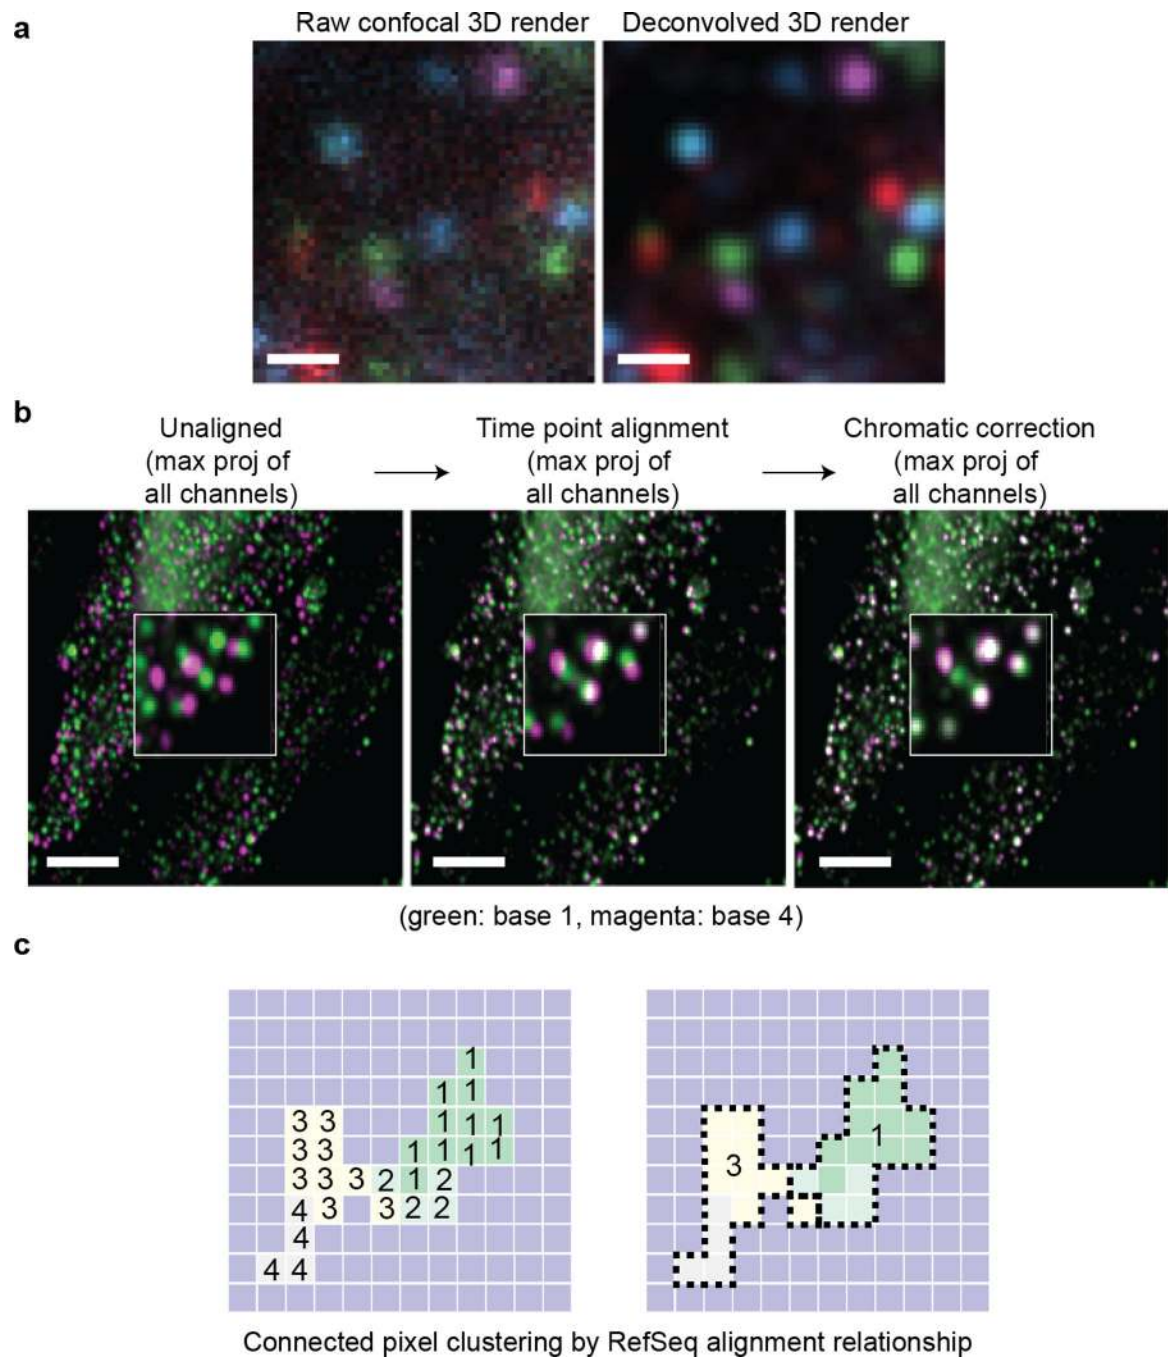 a
Raw confocal 3D render
Deconvolved 3D render
b
Unaligned
(max proj of
all channels)
Time point alignment
(max proj of
all channels)
Chromatic correction
(max proj of
all channels)
(green: base 1, magenta: base 4)
c
1
1 1
3 3 1 1 1
3 3 1 1 1 1
3 3 3 2 1 2
4 3 3 2 2
4
4 4
1
3
Connected pixel clustering by RefSeq alignment relationship